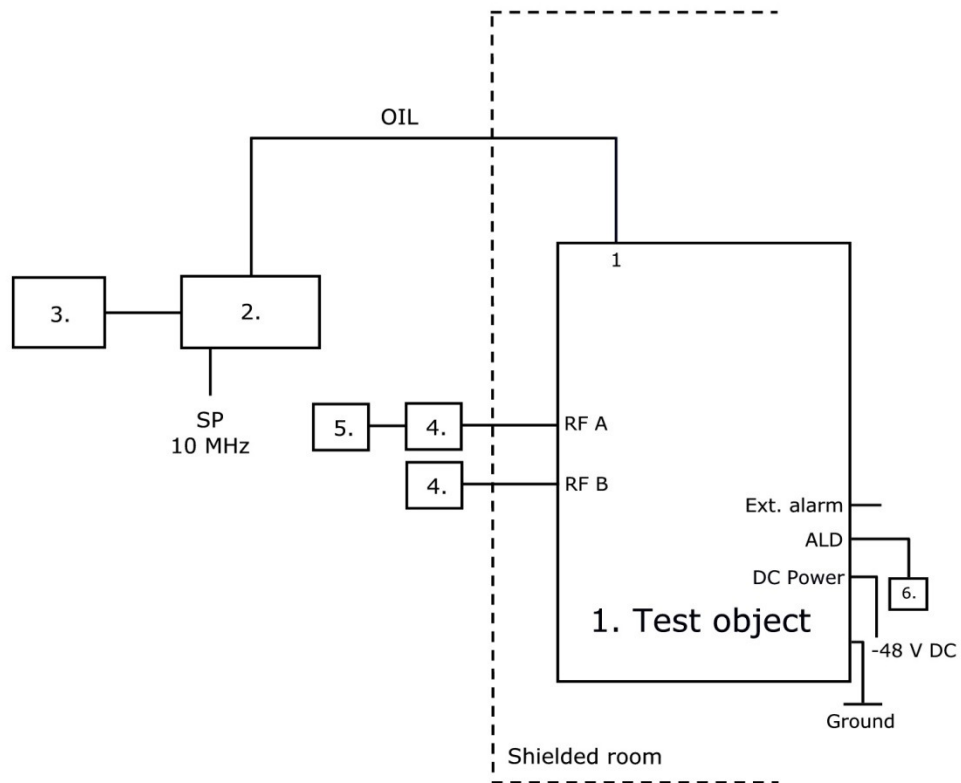 OIL
1
3.
2.
SP
10 MHz
5.
4.
RF A
4.
RF B
Ext. alarm
ALD
DC Power
6.
1. Test object
-48 V DC
Ground
Shielded room